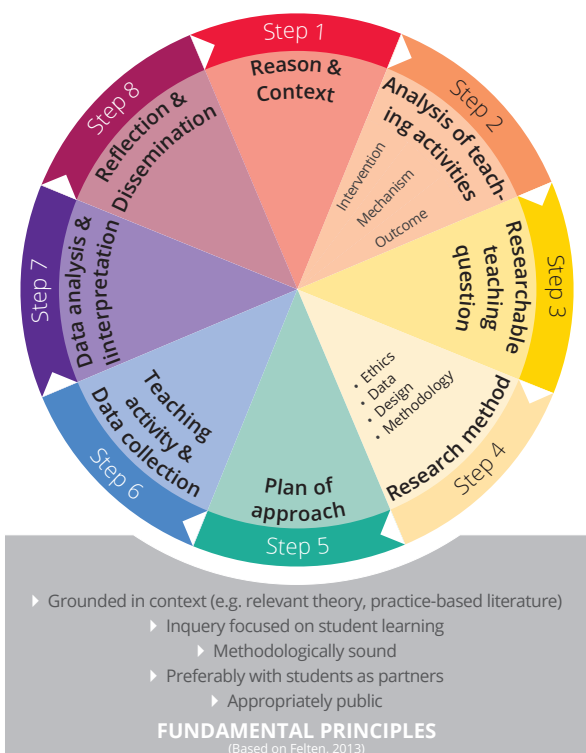 Step 1
Reason &
Context
Step 2
Analysis of teach-
ing activities
Intervention
Mechanism
Outcome
Step 3
Researchable
teaching
question
Step 4
Research method
• Ethics
• Data
• Design
• Methodology
Step 5
Plan of
approach
Step 6
Teaching
activity &
Data collection
Step 7
Data analysis &
Iinterpretation
Step 8
Reflection &
Dissemination
Grounded in context (e.g. relevant theory, practice-based literature)
Inquery focused on student learning
Methodologically sound
Preferably with students as partners
Appropriately public
FUNDAMENTAL PRINCIPLES
(Based on Felten, 2013)